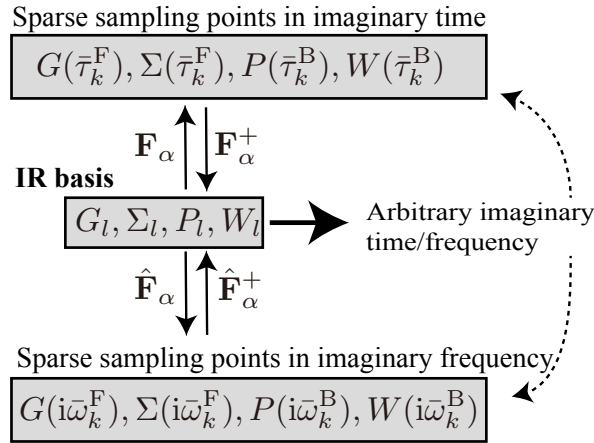 Sparse sampling points in imaginary time
G(τ̄ₖᶠ), Σ(τ̄ₖᶠ), P(τ̄ₖᴮ), W(τ̄ₖᴮ)
F_α F_α^+
IR basis
G_l, Σ_l, P_l, W_l
Arbitrary imaginary
time/frequency
F̂_α F̂_α^+
Sparse sampling points in imaginary frequency
G(iω̄ₖᶠ), Σ(iω̄ₖᶠ), P(iω̄ₖᴮ), W(iω̄ₖᴮ)